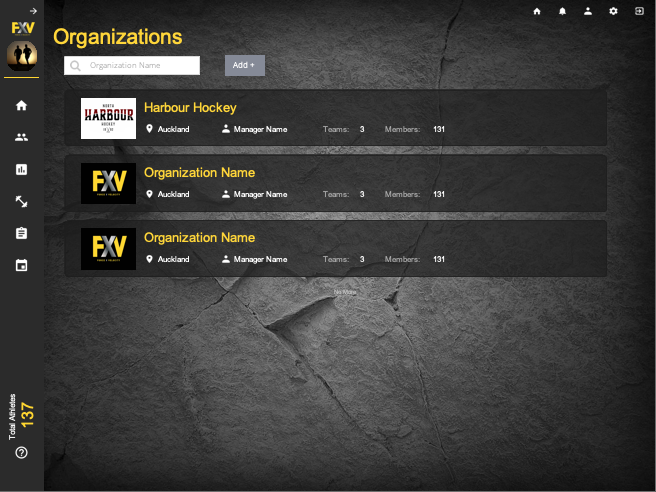 FXV
Organizations
Organization Name
Add +
NORTH
HARBOUR
HOCKEY
Harbour Hockey
Auckland
Manager Name
Teams: 3
Members: 131
FXV
Organization Name
Auckland
Manager Name
Teams: 3
Members: 131
FXV
Organization Name
Auckland
Manager Name
Teams: 3
Members: 131
No More
Total Athletes
137